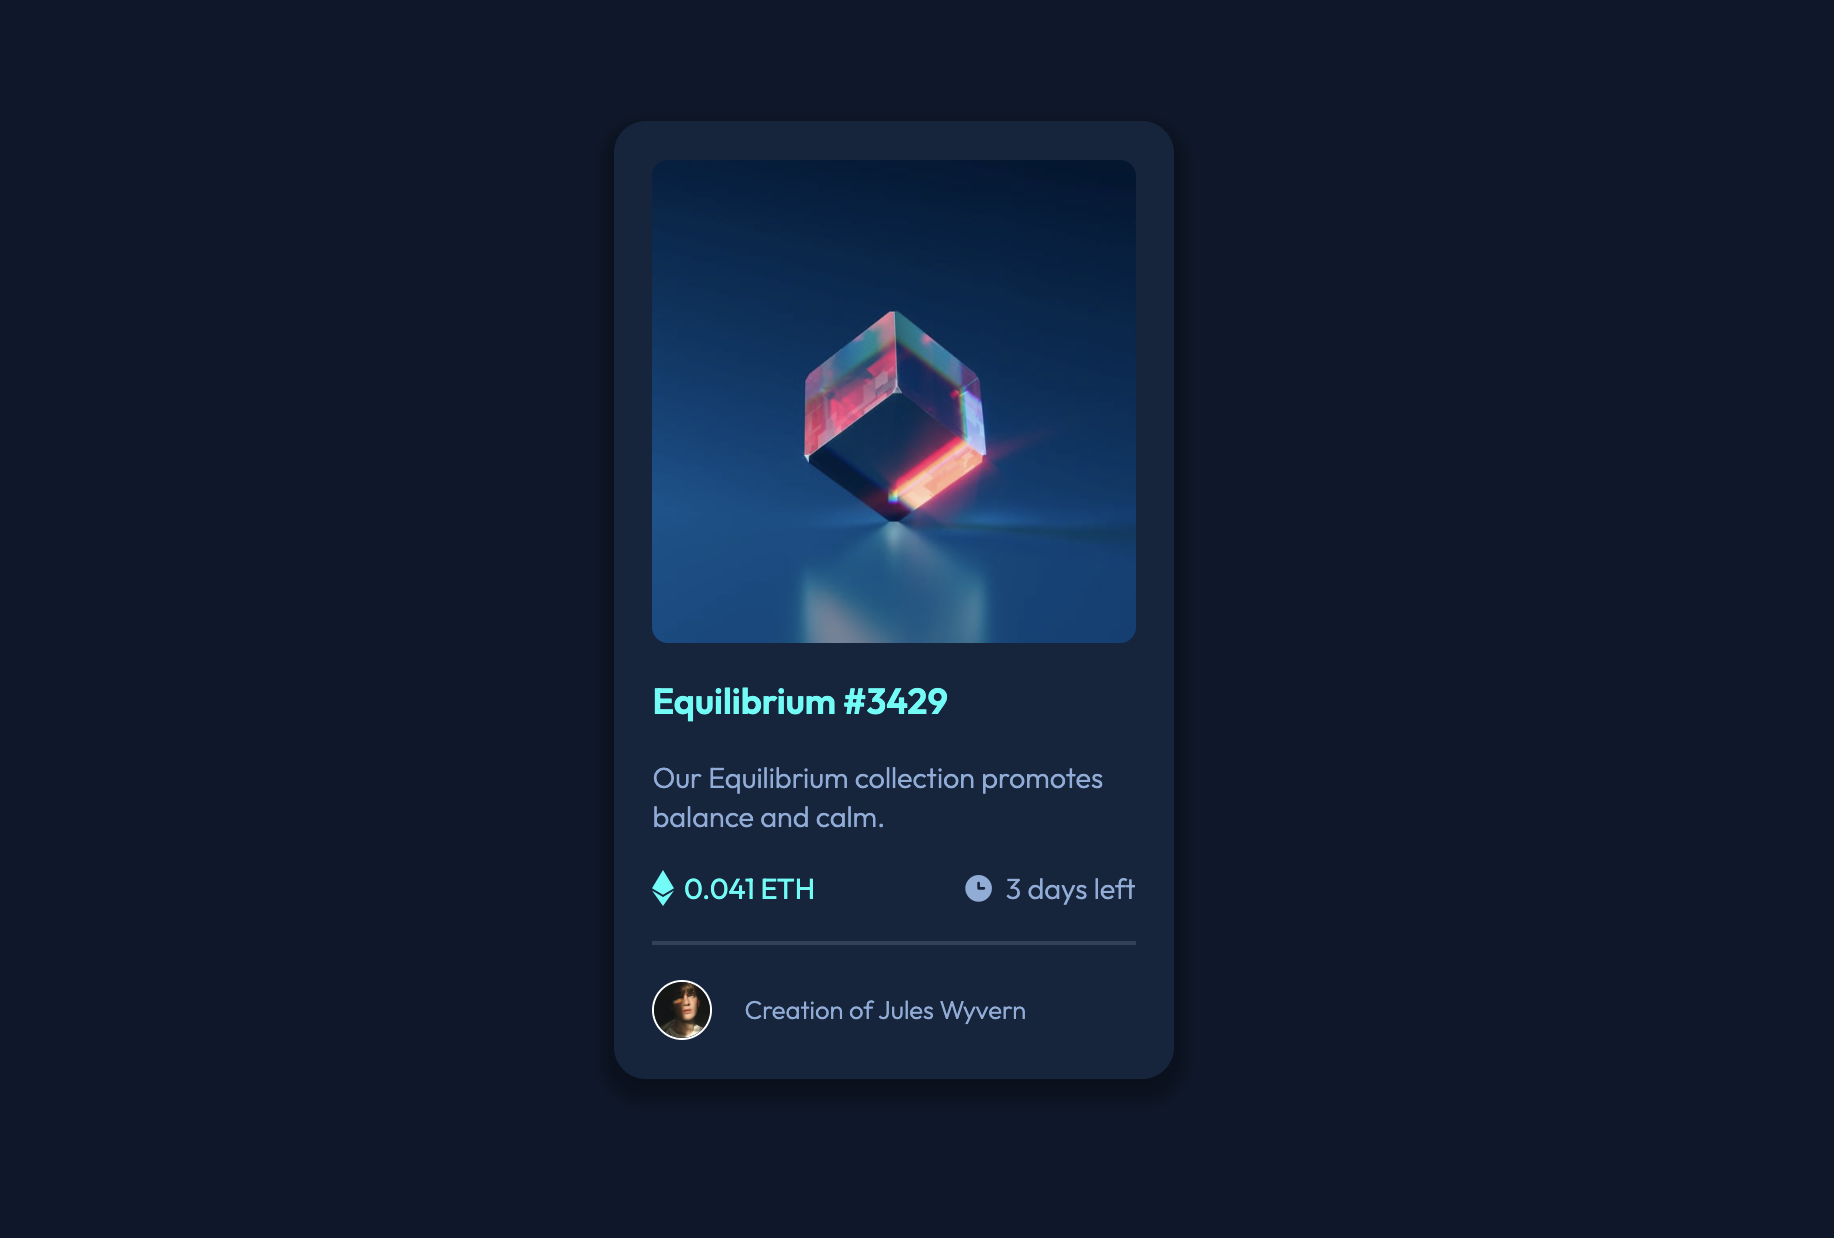 Equilibrium #3429
Our Equilibrium collection promotes
balance and calm.
0.041 ETH
3 days left
Creation of Jules Wyvern